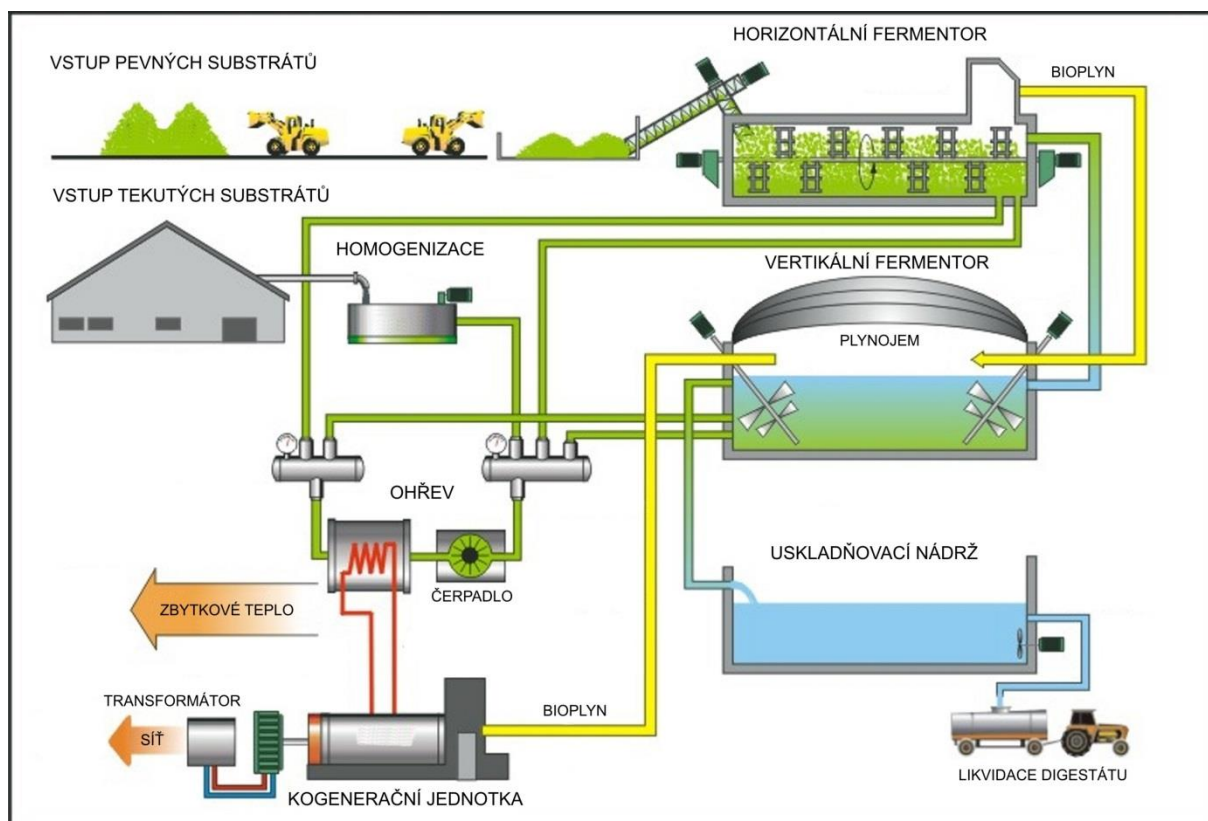 HORIZONTÁLNÍ FERMENTOR
VSTUP PEVNÝCH SUBSTRÁTŮ
BIOPLYN
VSTUP TEKUTÝCH SUBSTRÁTŮ
HOMOGENIZACE
VERTIKÁLNÍ FERMENTOR
PLYNOJEM
OHŘEV
USKLADŇOVACÍ NÁDRŽ
ČERPADLO
ZBYTKOVÉ TEPLO
TRANSFORMÁTOR
BIOPLYN
SÍŤ
LIKVIDACE DIGESTÁTU
KOGENERAČNÍ JEDNOTKA